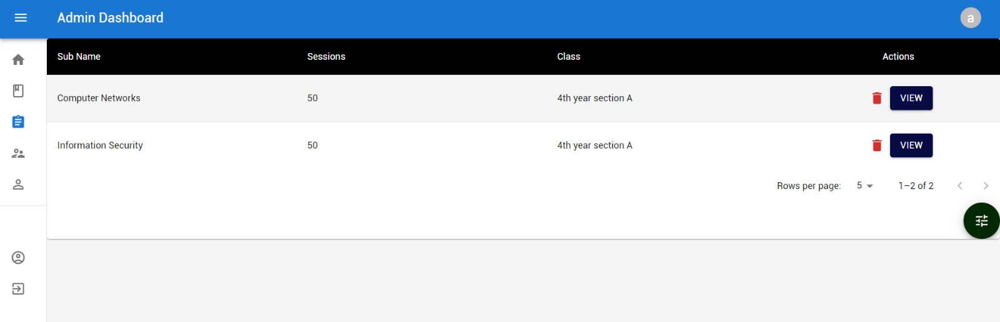 Admin Dashboard
a
Sub Name Sessions Class Actions
Computer Networks 50 4th year section A VIEW
Information Security 50 4th year section A VIEW
Rows per page: 5 1–2 of 2